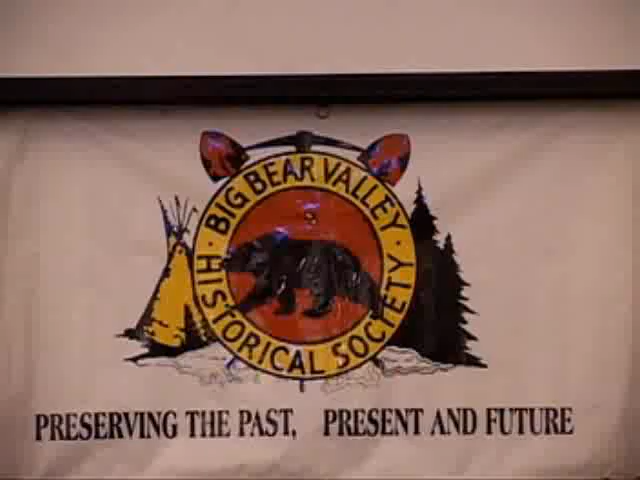 BIG BEAR VALLEY
HISTORICAL SOCIETY
PRESERVING THE PAST, PRESENT AND FUTURE